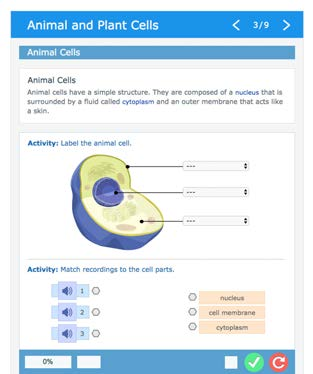 Animal and Plant Cells
3/9
Animal Cells
Animal Cells
Animal cells have a simple structure. They are composed of a nucleus that is
surrounded by a fluid called cytoplasm and an outer membrane that acts like
a skin.
Activity: Label the animal cell.
---
---
---
Activity: Match recordings to the cell parts.
1
nucleus
2
cell membrane
3
cytoplasm
0%